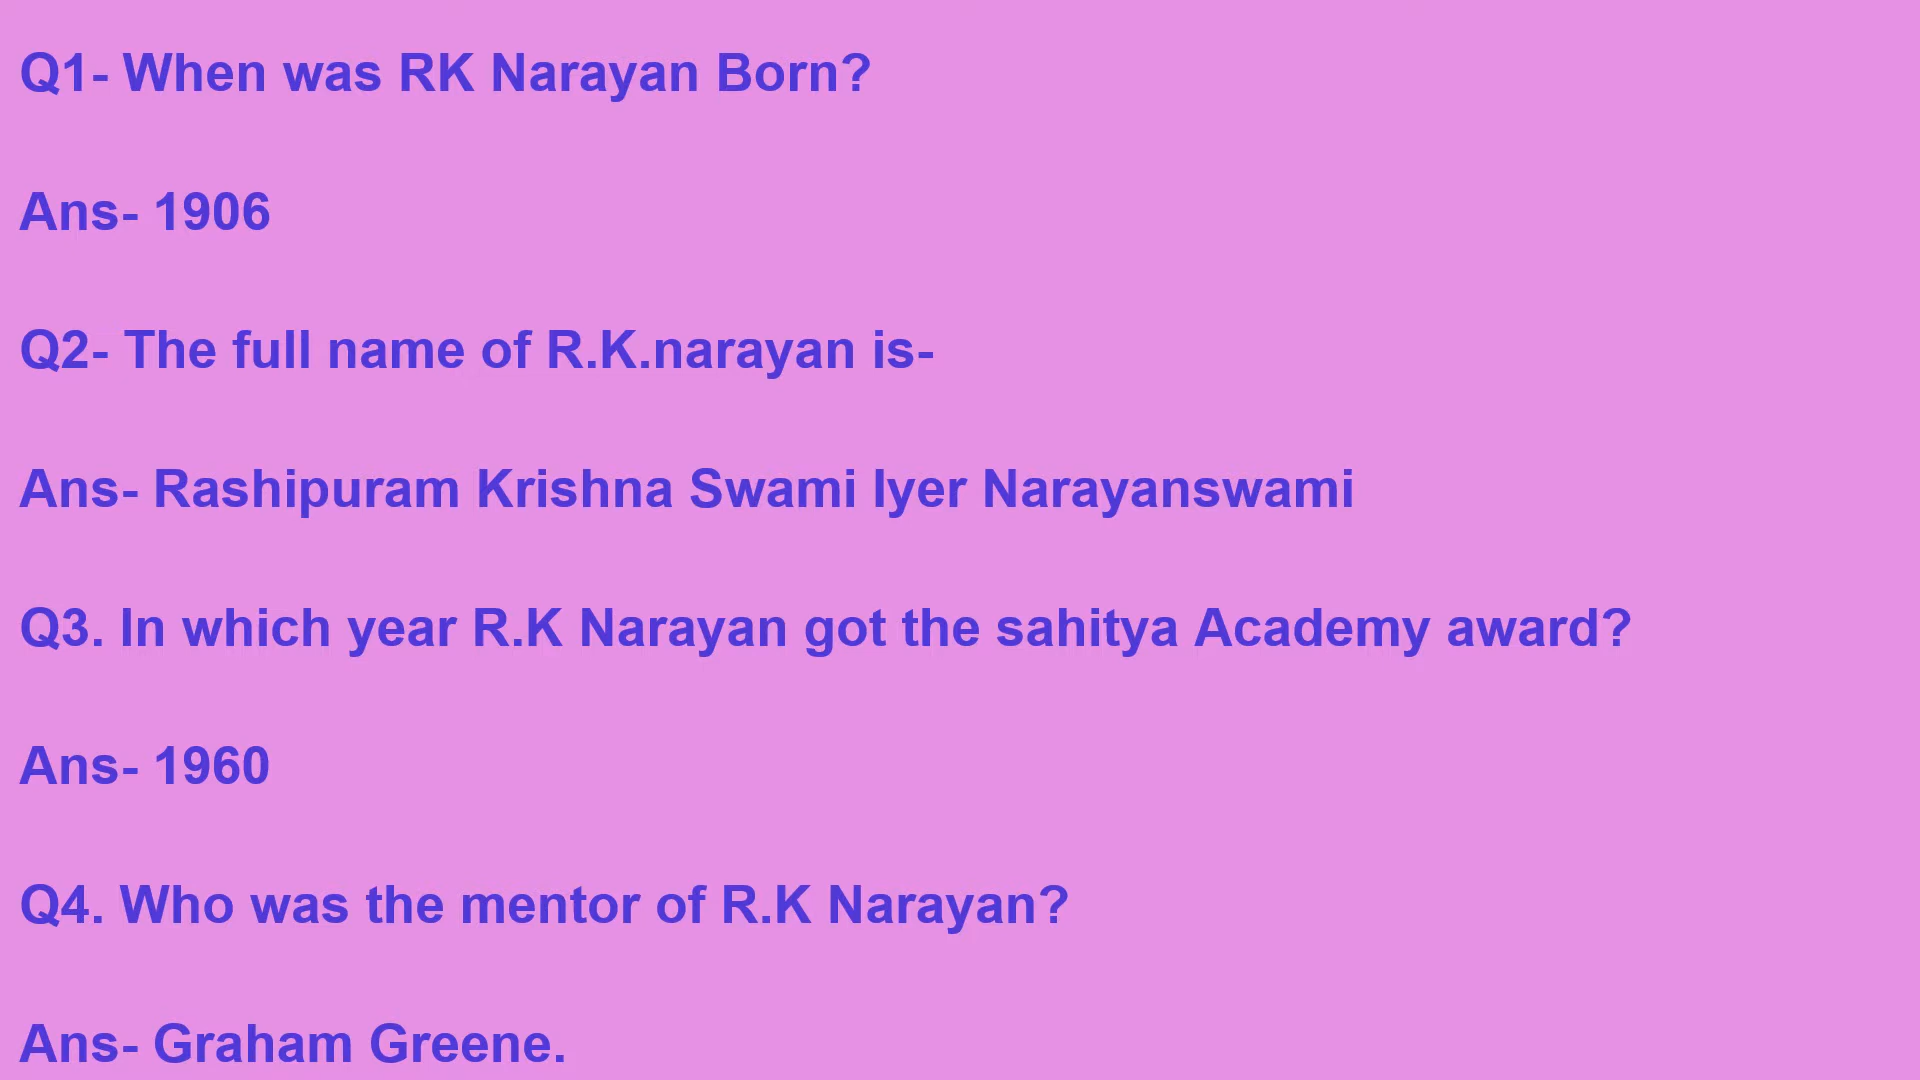 Q1- When was RK Narayan Born?
Ans- 1906
Q2- The full name of R.K.narayan is-
Ans- Rashipuram Krishna Swami Iyer Narayanswami
Q3. In which year R.K Narayan got the sahitya Academy award?
Ans- 1960
Q4. Who was the mentor of R.K Narayan?
Ans- Graham Greene.